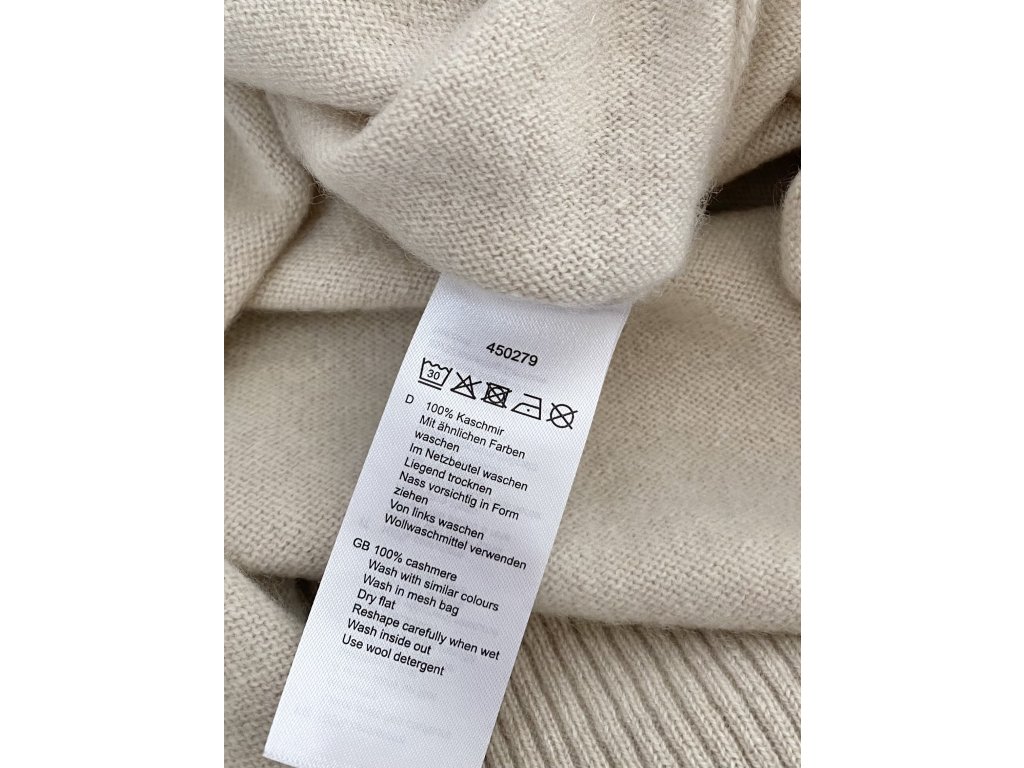 450279
30
D 100% Kaschmir
Mit ähnlichen Farben
waschen
Im Netzbeutel waschen
Liegend trocknen
Nass vorsichtig in Form
ziehen
Von links waschen
Wollwaschmittel verwenden
GB 100% cashmere
Wash with similar colours
Wash in mesh bag
Dry flat
Reshape carefully when wet
Wash inside out
Use wool detergent